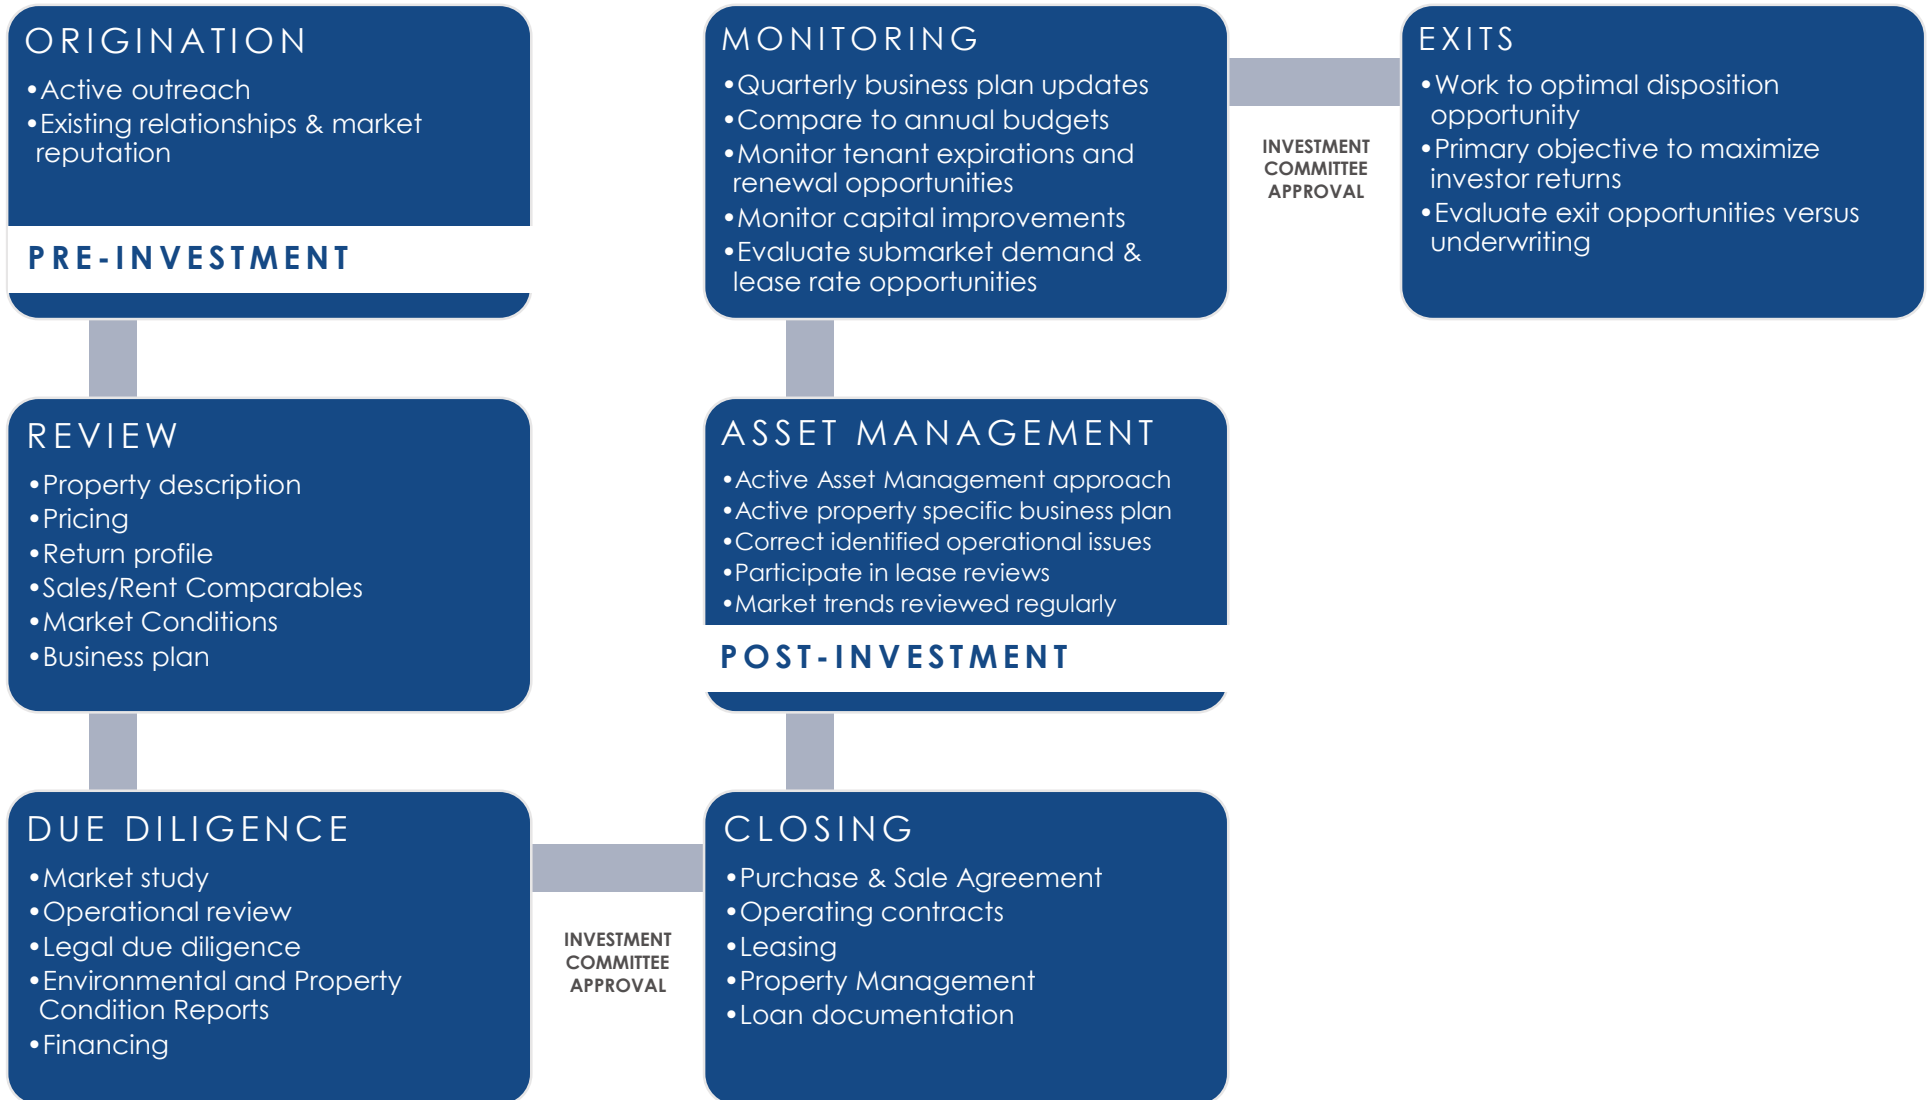 ORIGINATION
•Active outreach
•Existing relationships & market
reputation
PRE-INVESTMENT
REVIEW
•Property description
•Pricing
•Return profile
•Sales/Rent Comparables
•Market Conditions
•Business plan
DUE DILIGENCE
•Market study
•Operational review
•Legal due diligence
•Environmental and Property
Condition Reports
•Financing
INVESTMENT
COMMITTEE
APPROVAL
CLOSING
•Purchase & Sale Agreement
•Operating contracts
•Leasing
•Property Management
•Loan documentation
ASSET MANAGEMENT
•Active Asset Management approach
•Active property specific business plan
•Correct identified operational issues
•Participate in lease reviews
•Market trends reviewed regularly
POST-INVESTMENT
MONITORING
•Quarterly business plan updates
•Compare to annual budgets
•Monitor tenant expirations and
renewal opportunities
•Monitor capital improvements
•Evaluate submarket demand &
lease rate opportunities
INVESTMENT
COMMITTEE
APPROVAL
EXITS
•Work to optimal disposition
opportunity
•Primary objective to maximize
investor returns
•Evaluate exit opportunities versus
underwriting